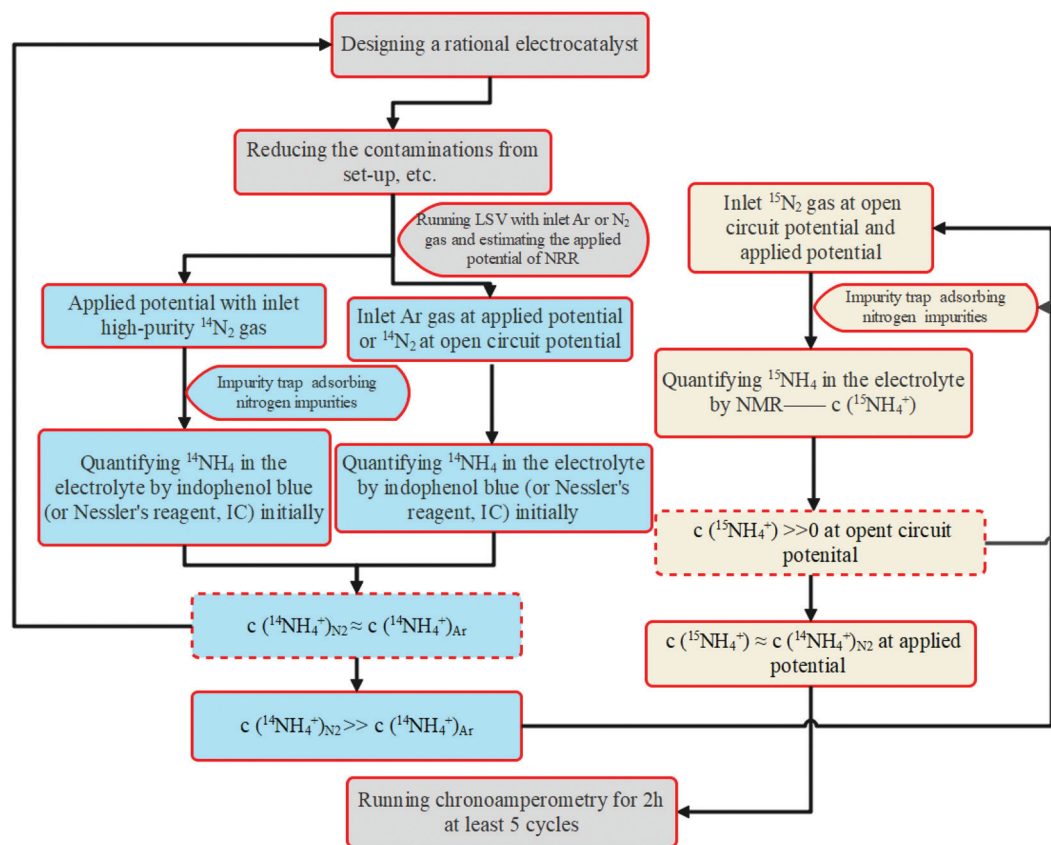 Designing a rational electrocatalyst
Reducing the contaminations from
set-up, etc.
Running LSV with inlet Ar or N₂
gas and estimating the applied
potential of NRR
Applied potential with inlet
high-purity ¹⁴N₂ gas
Inlet Ar gas at applied potential
or ¹⁴N₂ at open circuit potential
Impurity trap adsorbing
nitrogen impurities
Quantifying ¹⁴NH₄ in the
electrolyte by indophenol blue
(or Nessler's reagent, IC) initially
Quantifying ¹⁴NH₄ in the electrolyte
by indophenol blue (or Nessler's
reagent, IC) initially
c (¹⁴NH₄⁺)N2 ≈ c (¹⁴NH₄⁺)Ar
c (¹⁴NH₄⁺)N2 >> c (¹⁴NH₄⁺)Ar
Inlet ¹⁵N₂ gas at open
circuit potential and
applied potential
Impurity trap adsorbing
nitrogen impurities
Quantifying ¹⁵NH₄ in the electrolyte
by NMR—— c (¹⁵NH₄⁺)
c (¹⁵NH₄⁺) >>0 at opent circuit
potenital
c (¹⁵NH₄⁺) ≈ c (¹⁴NH₄⁺)N2 at applied
potential
Running chronoamperometry for 2h
at least 5 cycles